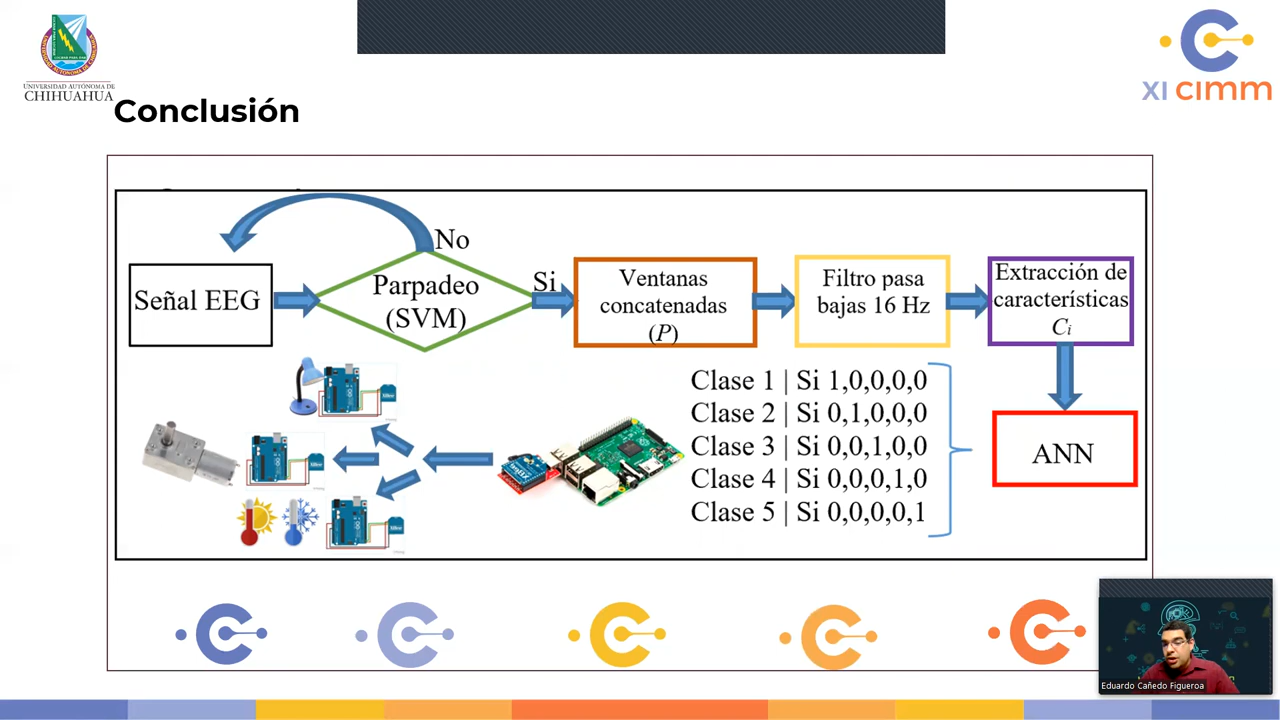 UNIVERSIDAD AUTÓNOMA DE
CHIHUAHUA
XI CIMM
Conclusión
No
Señal EEG
Parpadeo
(SVM)
Si
Ventanas
concatenadas
(P)
Filtro pasa
bajas 16 Hz
Extracción de
características
Ci
Clase 1 | Si 1,0,0,0,0
Clase 2 | Si 0,1,0,0,0
Clase 3 | Si 0,0,1,0,0
Clase 4 | Si 0,0,0,1,0
Clase 5 | Si 0,0,0,0,1
ANN
Eduardo Cañedo Figueroa